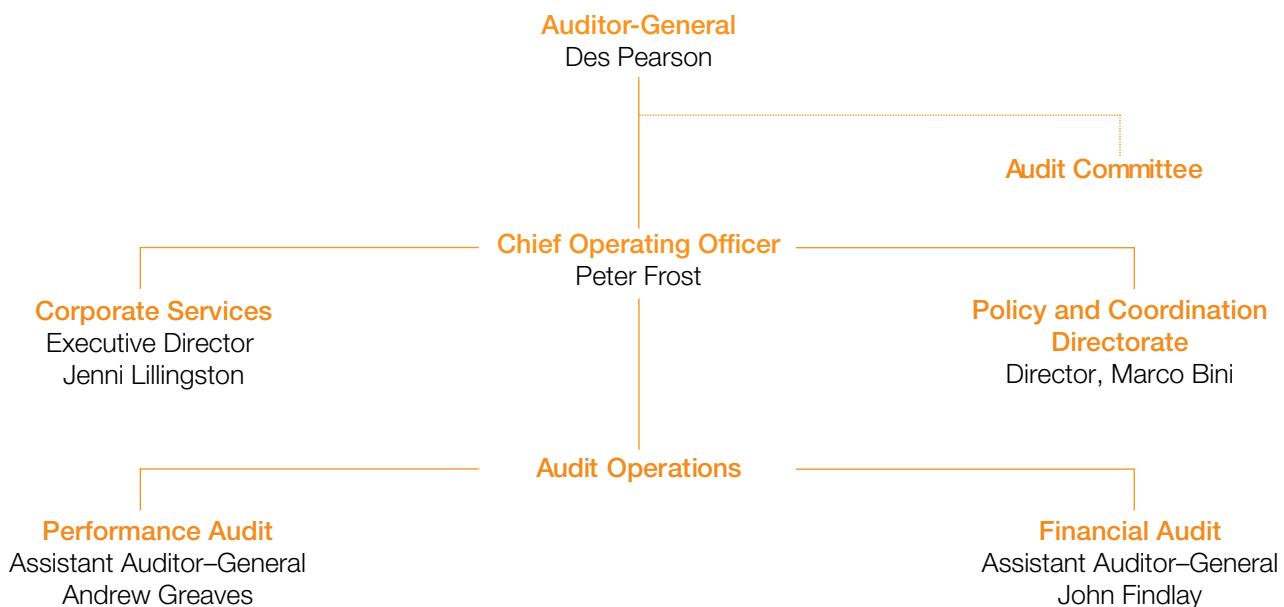 Auditor-General
Des Pearson
Audit Committee
Chief Operating Officer
Peter Frost
Corporate Services
Executive Director
Jenni Lillingston
Policy and Coordination
Directorate
Director, Marco Bini
Audit Operations
Performance Audit
Assistant Auditor–General
Andrew Greaves
Financial Audit
Assistant Auditor–General
John Findlay